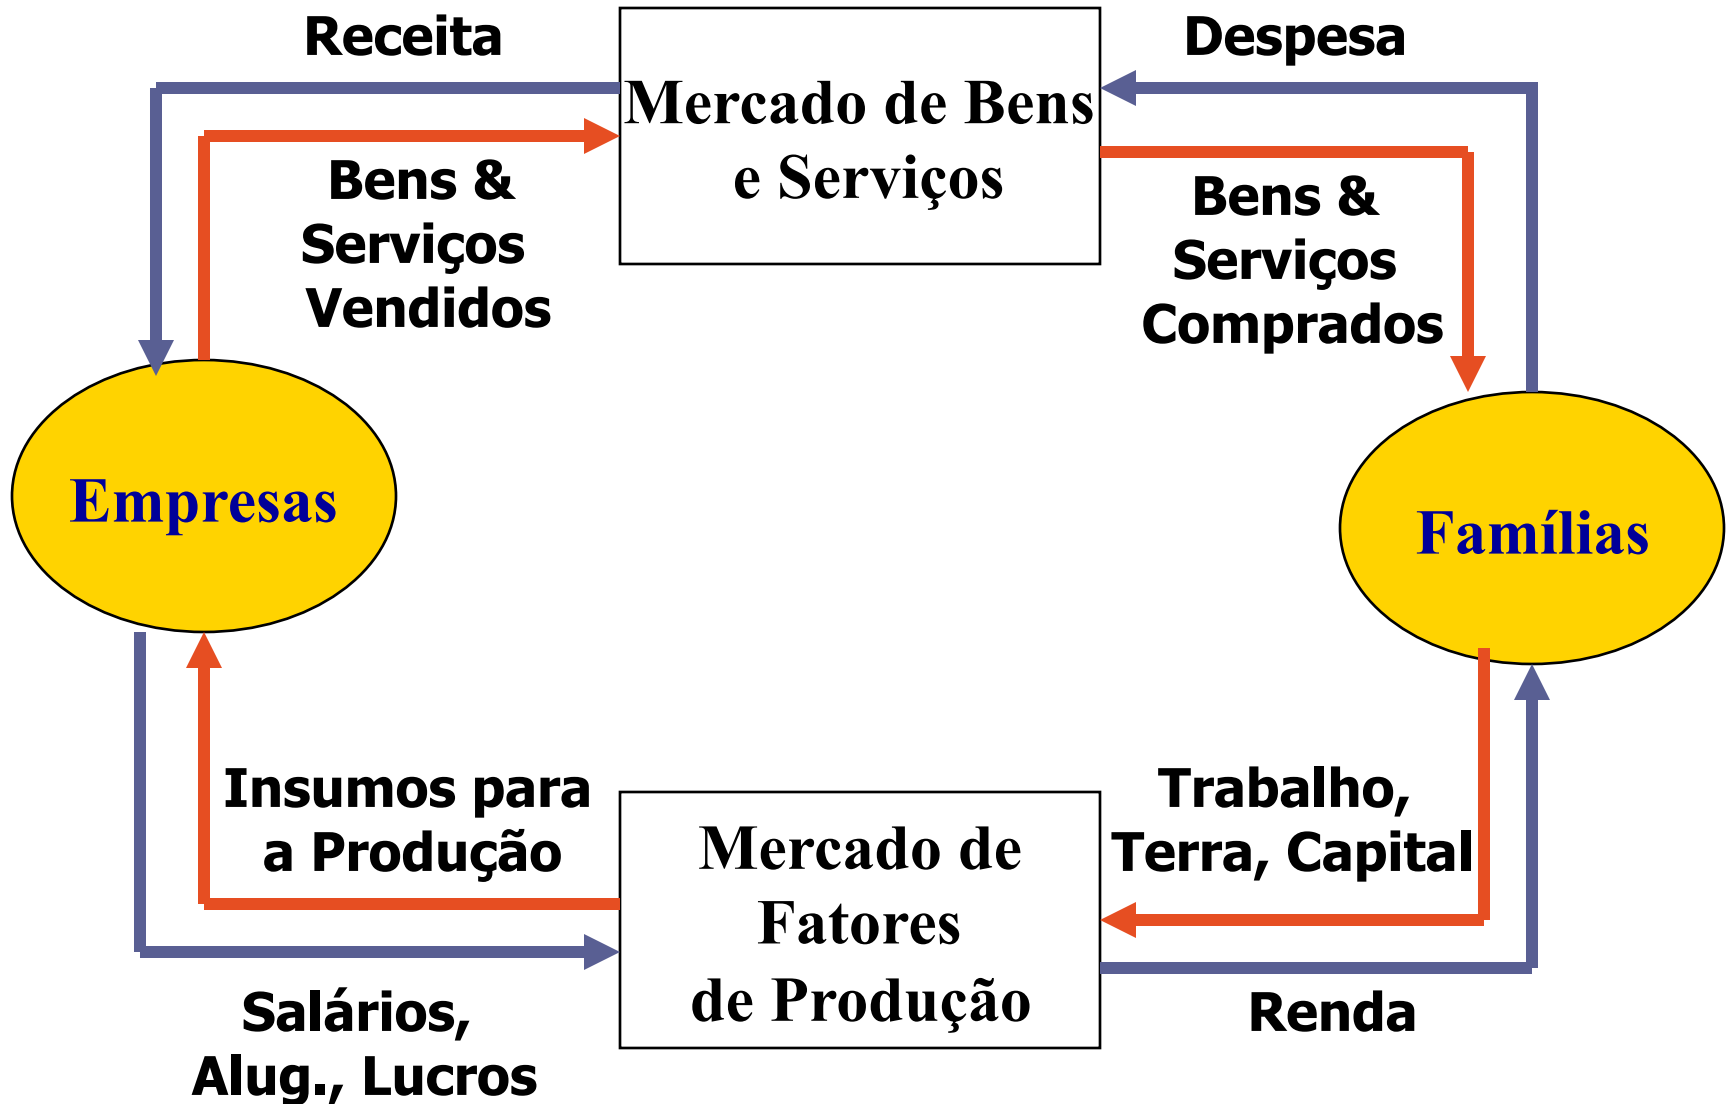 Receita
Mercado de Bens
e Serviços
Despesa
Bens &
Serviços
Vendidos
Bens &
Serviços
Comprados
Empresas
Famílias
Insumos para
a Produção
Mercado de
Fatores
de Produção
Trabalho,
Terra, Capital
Salários,
Alug., Lucros
Renda